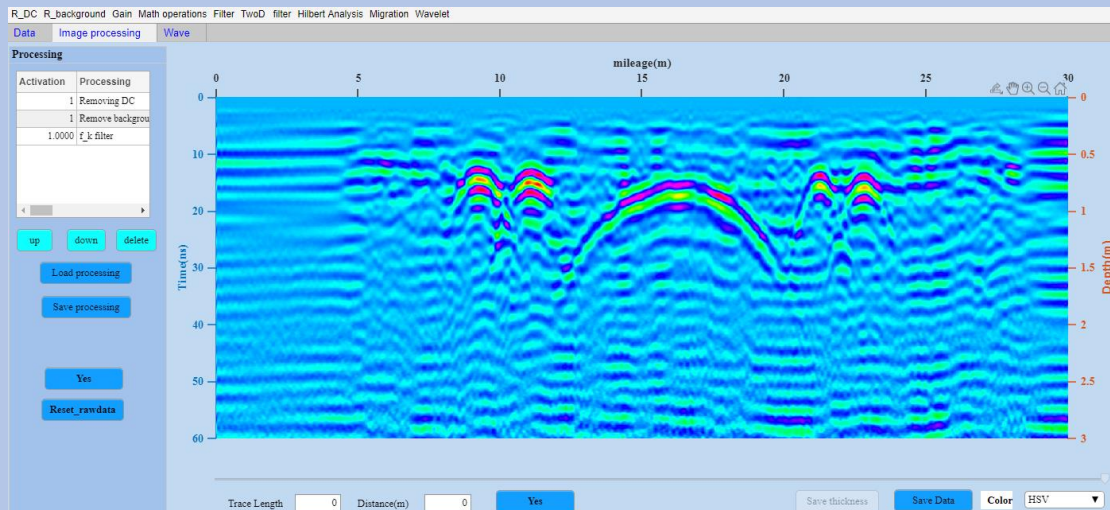 R_DC R_background Gain Math operations Filter TwoD filter Hilbert Analysis Migration Wavelet
Data Image processing Wave
Processing
Activation Processing
1 Removing DC
1 Remove backgrou
1.0000 f_k filter
up down delete
Load processing
Save processing
Yes
Reset_rawdata
mileage(m)
0 5 10 15 20 25 30
Time(ns)
0
10
20
30
40
50
60
Depth(m)
0
0.5
1
1.5
2
2.5
3
Trace Length 0 Distance(m) 0 Yes Save thickness Save Data Color HSV